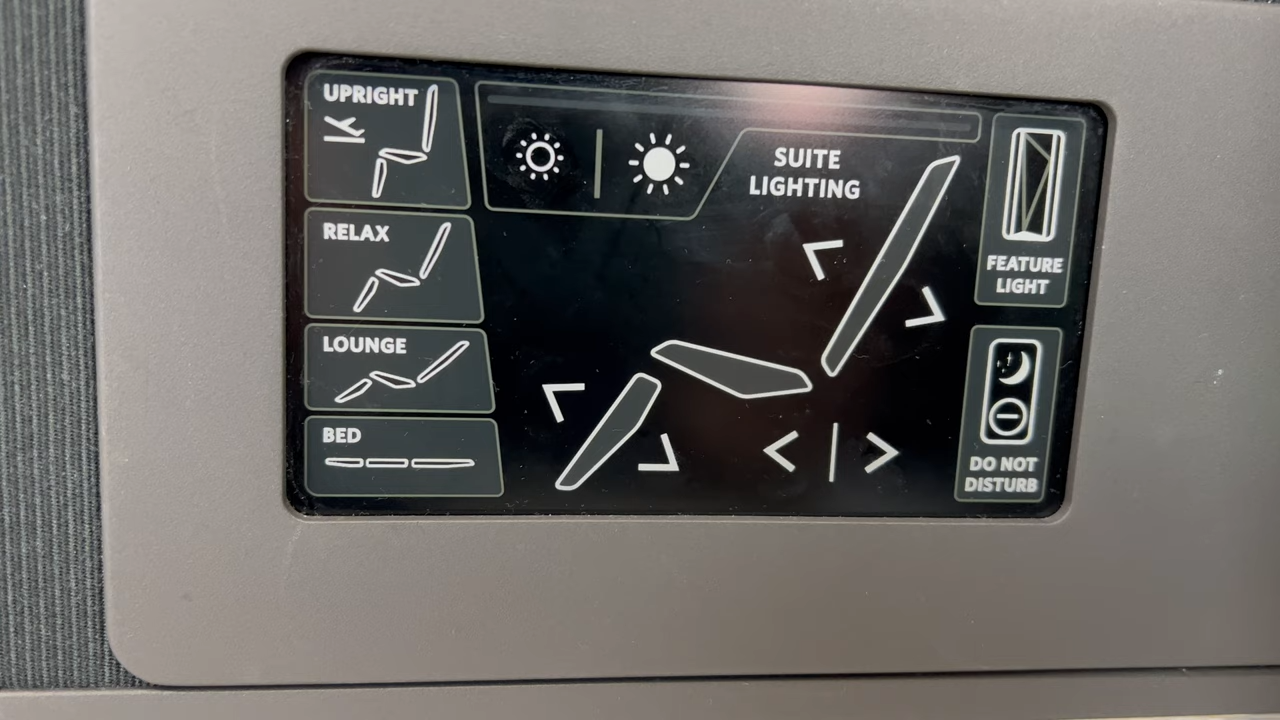 UPRIGHT
RELAX
LOUNGE
BED
SUITE
LIGHTING
FEATURE
LIGHT
DO NOT
DISTURB